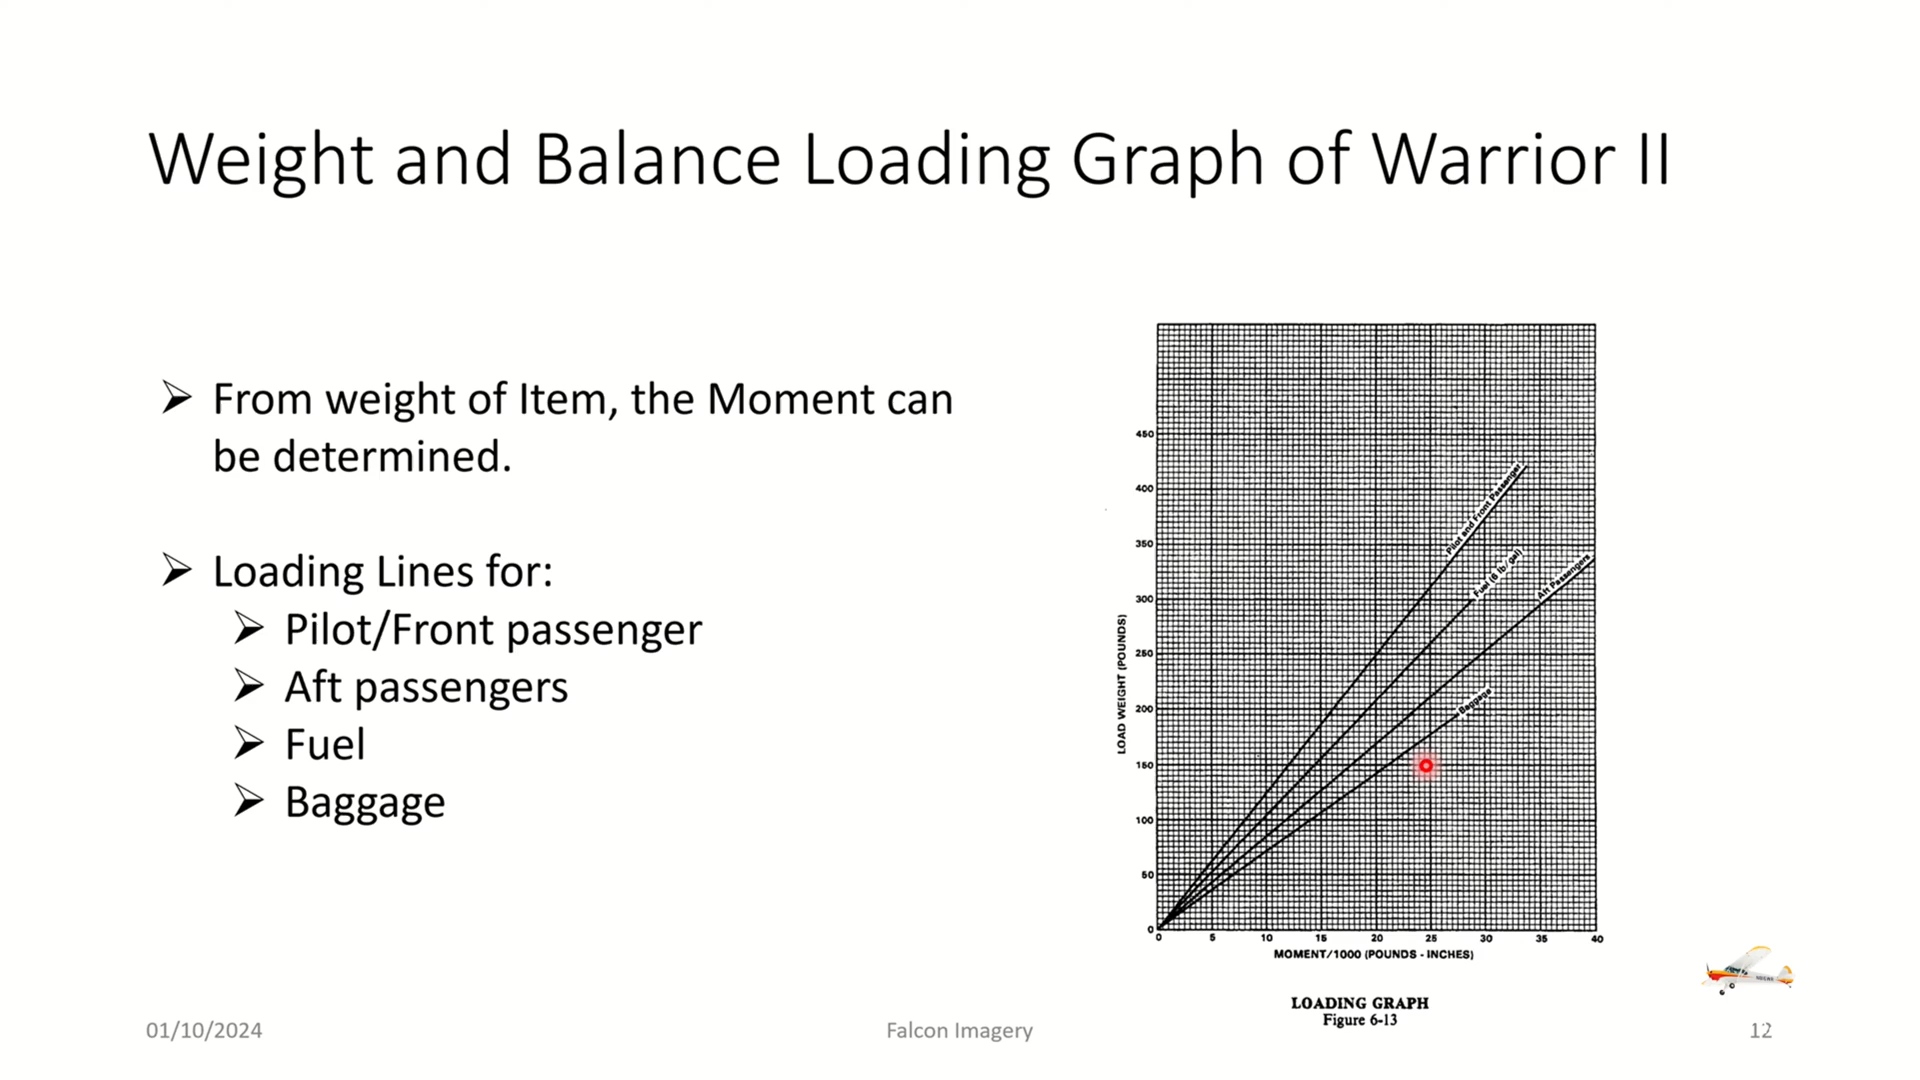 Weight and Balance Loading Graph of Warrior II
From weight of Item, the Moment can
be determined.
Loading Lines for:
Pilot/Front passenger
Aft passengers
Fuel
Baggage
LOAD WEIGHT (POUNDS)
450
400
350
300
250
200
150
100
50
0
Pilot and Front Passenger
Fuel (6 lb/gal)
Aft Passengers
Baggage
0 5 10 15 20 25 30 35 40
MOMENT/1000 (POUNDS - INCHES)
LOADING GRAPH
Figure 6-13
01/10/2024
Falcon Imagery
12